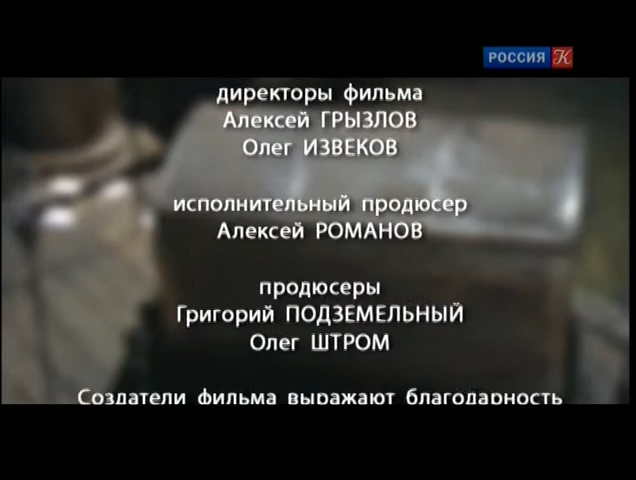 РОССИЯ К
директоры фильма
Алексей ГРЫЗЛОВ
Олег ИЗВЕКОВ
исполнительный продюсер
Алексей РОМАНОВ
продюсеры
Григорий ПОДЗЕМЕЛЬНЫЙ
Олег ШТРОМ
Создатели фильма выражают благодарность